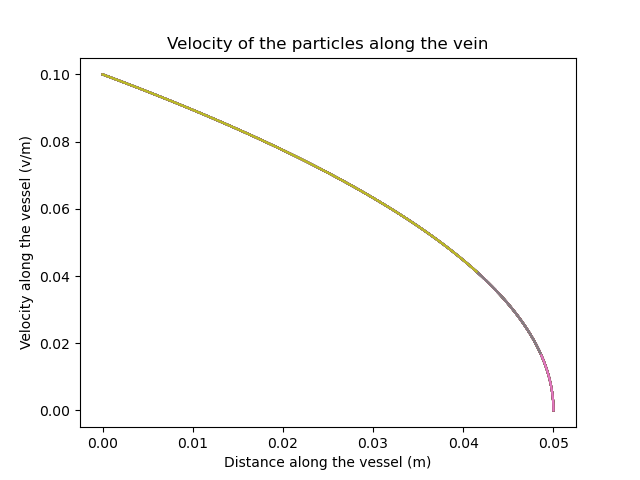 Velocity of the particles along the vein
0.10
0.08
0.06
0.04
0.02
0.00
Velocity along the vessel (v/m)
0.00 0.01 0.02 0.03 0.04 0.05
Distance along the vessel (m)